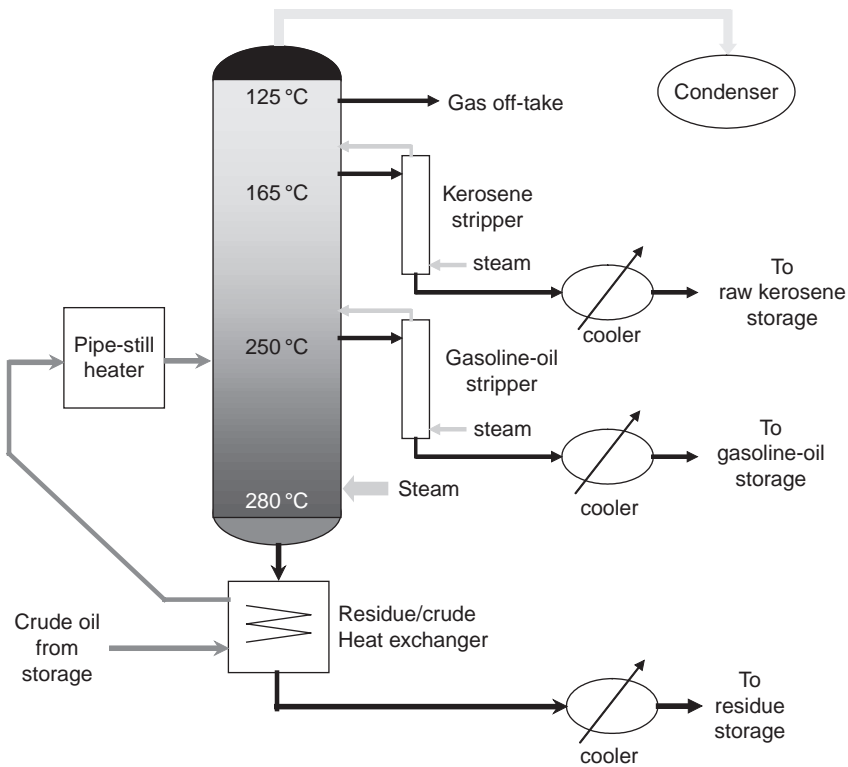 Condenser
125 °C
Gas off-take
165 °C
Kerosene
stripper
steam
To
raw kerosene
storage
cooler
Pipe-still
heater
250 °C
Gasoline-oil
stripper
steam
To
gasoline-oil
storage
cooler
280 °C
Steam
Crude oil
from
storage
Residue/crude
Heat exchanger
To
residue
storage
cooler